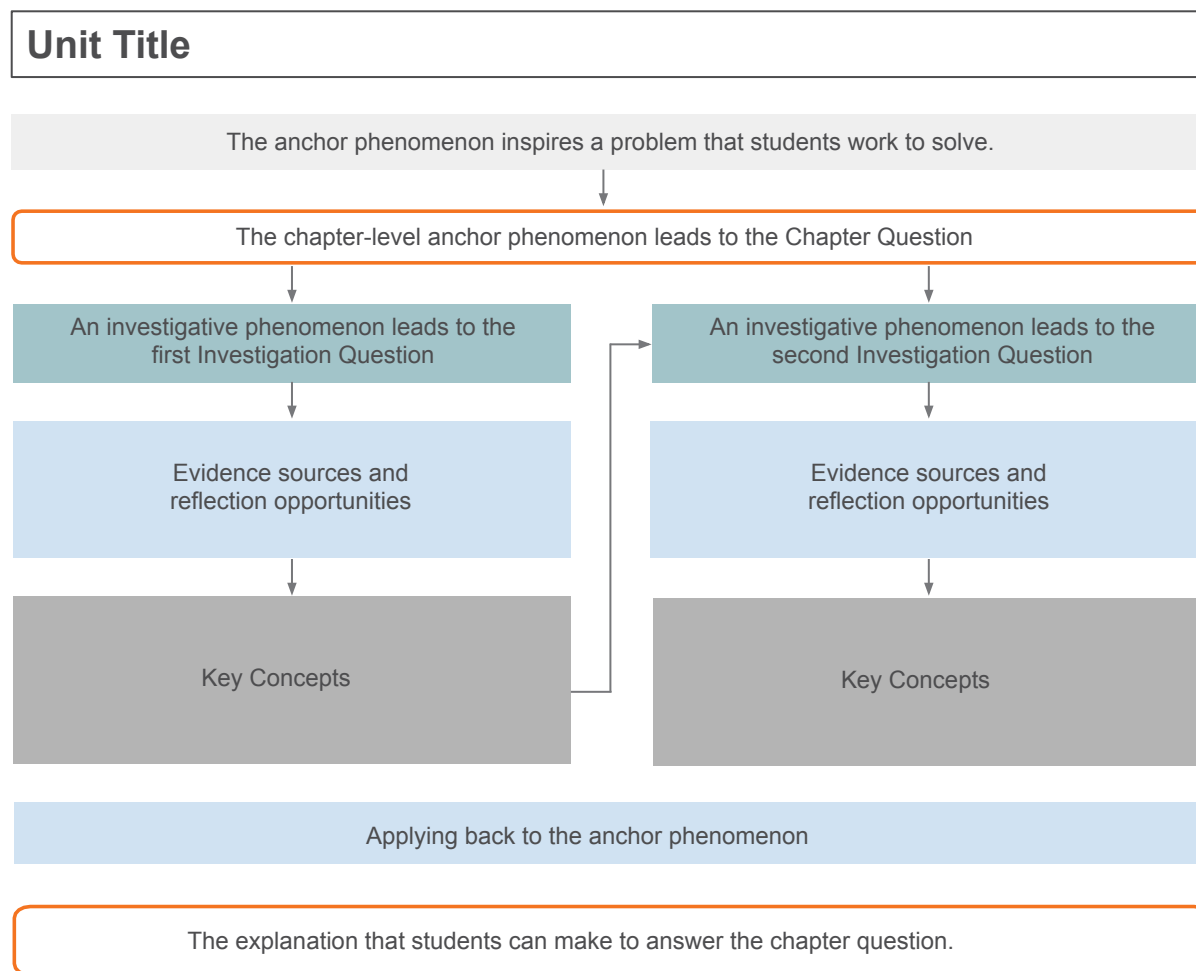 Unit Title
The anchor phenomenon inspires a problem that students work to solve.
The chapter-level anchor phenomenon leads to the Chapter Question
An investigative phenomenon leads to the
first Investigation Question
Evidence sources and
reflection opportunities
Key Concepts
An investigative phenomenon leads to the
second Investigation Question
Evidence sources and
reflection opportunities
Key Concepts
Applying back to the anchor phenomenon
The explanation that students can make to answer the chapter question.